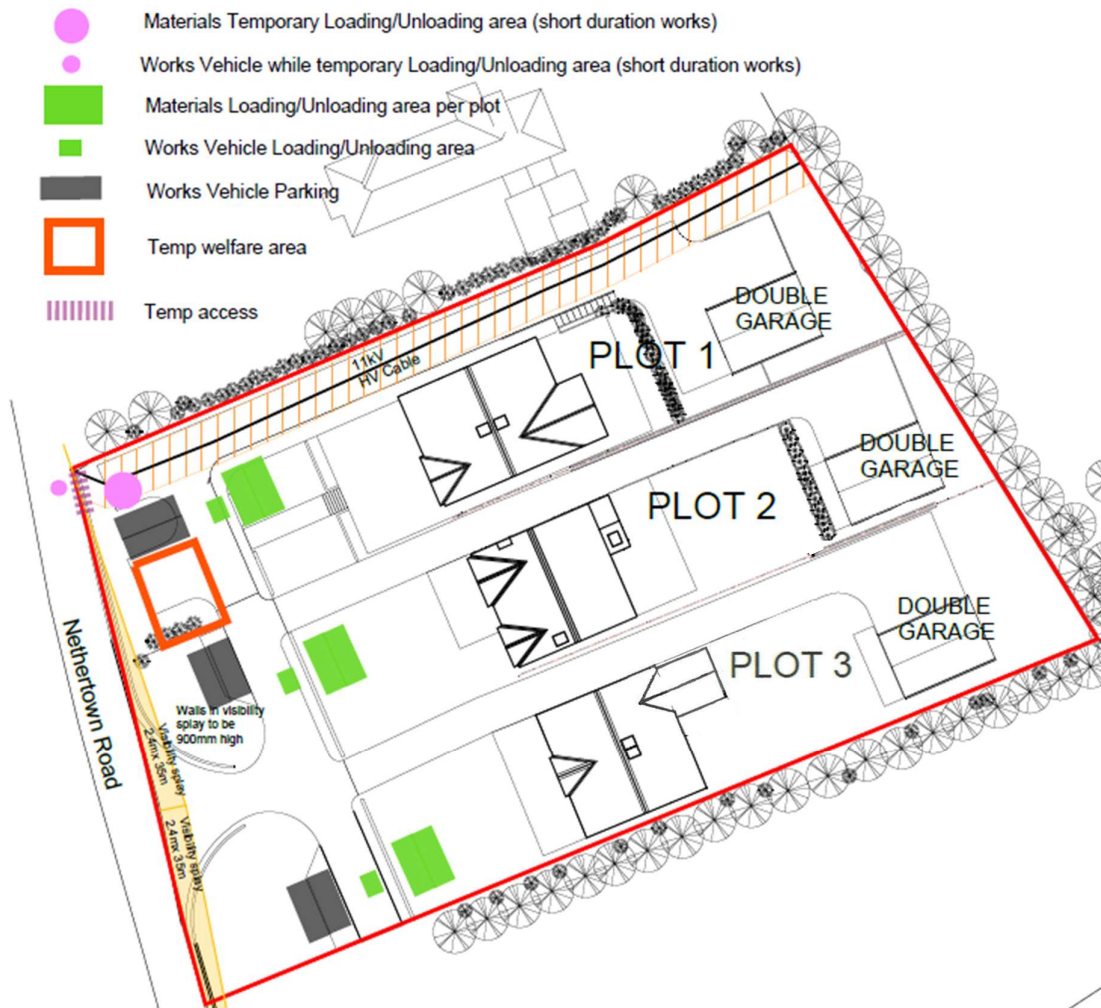 Materials Temporary Loading/Unloading area (short duration works)
Works Vehicle while temporary Loading/Unloading area (short duration works)
Materials Loading/Unloading area per plot
Works Vehicle Loading/Unloading area
Works Vehicle Parking
Temp welfare area
Temp access
11kV
HV Cable
PLOT 1
DOUBLE
GARAGE
PLOT 2
DOUBLE
GARAGE
PLOT 3
DOUBLE
GARAGE
Nethertown Road
Walls in visibility
splay to be
900mm high
Visibility splay
2.4mx 35m
Visibility splay
2.4mx 35m